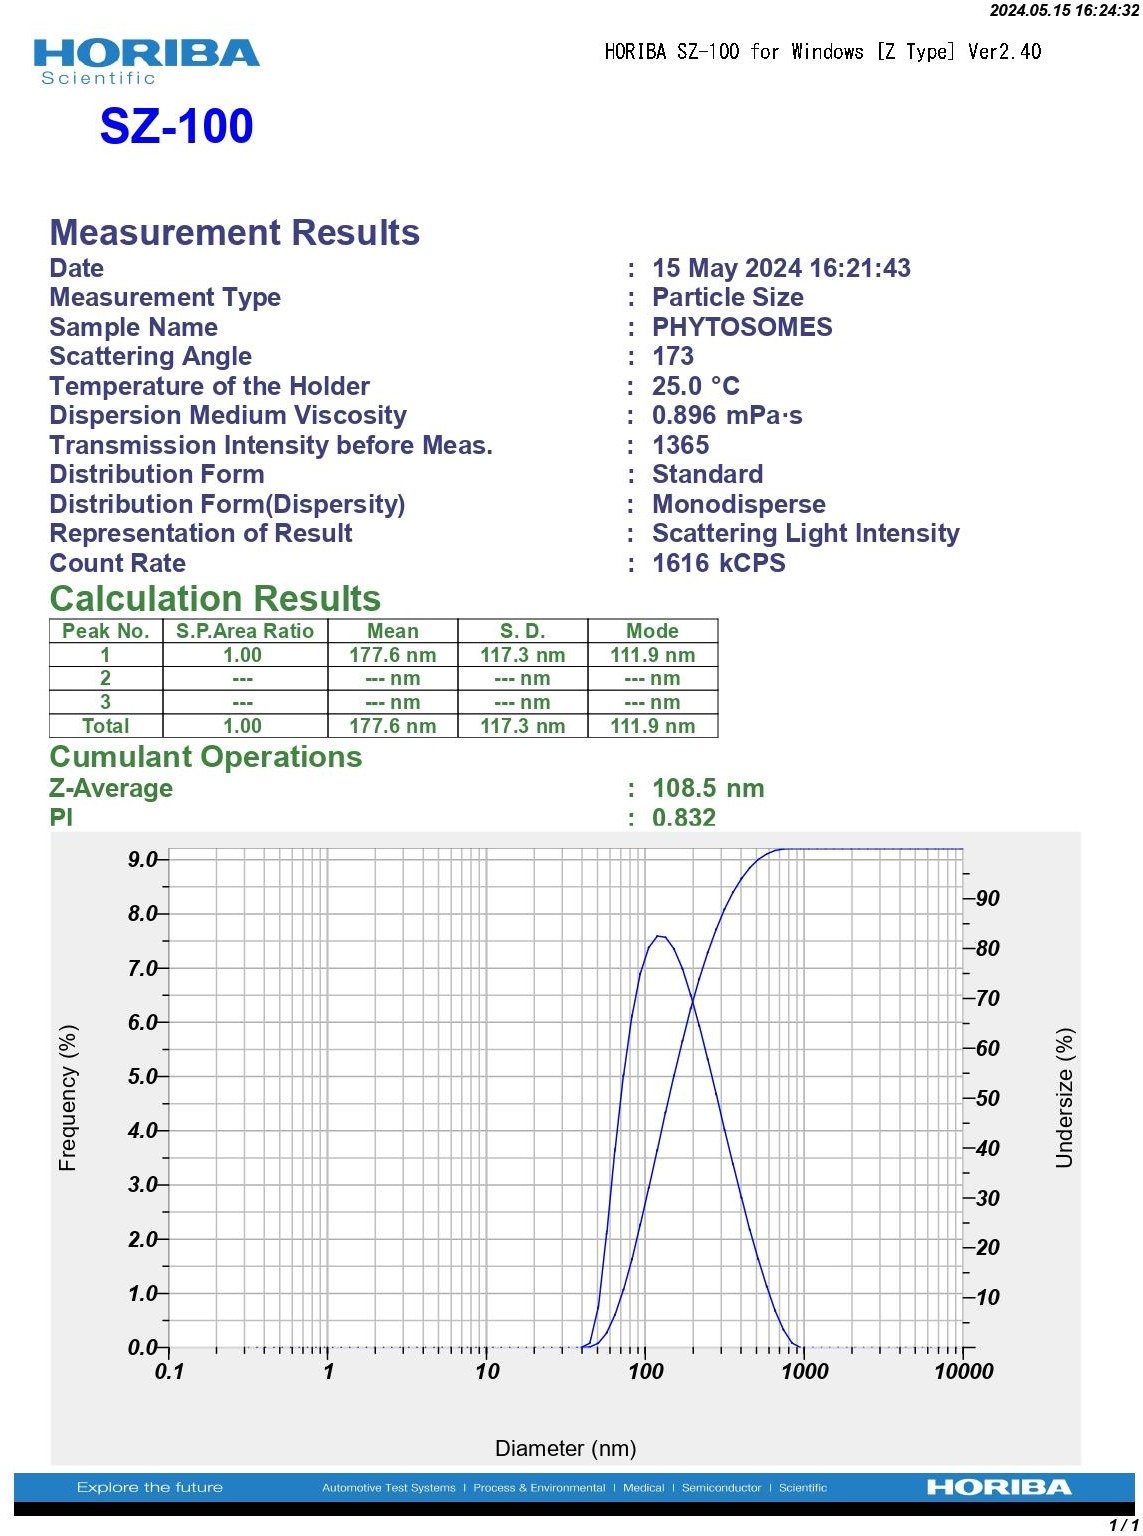 2024.05.15 16:24:32
HORIBA
Scientific
HORIBA SZ-100 for Windows [Z Type] Ver2.40
SZ-100
Measurement Results
Date : 15 May 2024 16:21:43
Measurement Type : Particle Size
Sample Name : PHYTOSOMES
Scattering Angle : 173
Temperature of the Holder : 25.0 °C
Dispersion Medium Viscosity : 0.896 mPa·s
Transmission Intensity before Meas. : 1365
Distribution Form : Standard
Distribution Form(Dispersity) : Monodisperse
Representation of Result : Scattering Light Intensity
Count Rate : 1616 kCPS
Calculation Results
Peak No. S.P.Area Ratio Mean S. D. Mode
1 1.00 177.6 nm 117.3 nm 111.9 nm
2 --- --- nm --- nm --- nm
3 --- --- nm --- nm --- nm
Total 1.00 177.6 nm 117.3 nm 111.9 nm
Cumulant Operations
Z-Average : 108.5 nm
PI : 0.832
Frequency (%)
9.0
8.0
7.0
6.0
5.0
4.0
3.0
2.0
1.0
0.0
90
80
70
60
50
40
30
20
10
Undersize (%)
0.1 1 10 100 1000 10000
Diameter (nm)
Explore the future
Automotive Test Systems | Process & Environmental | Medical | Semiconductor | Scientific
HORIBA
1 / 1